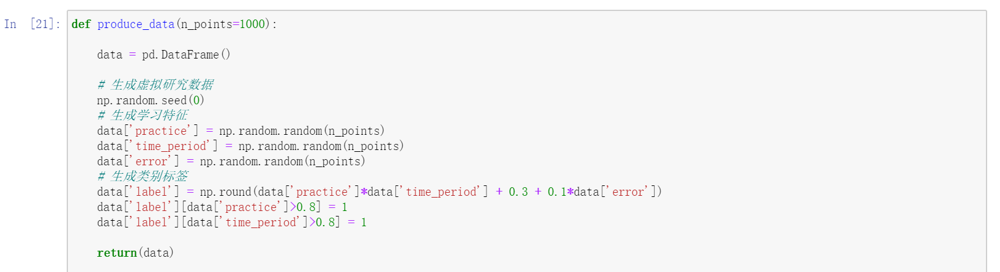 In [21]: def produce_data(n_points=1000):
data = pd.DataFrame()
# 生成虚拟研究数据
np.random.seed(0)
# 生成学习特征
data['practice'] = np.random.random(n_points)
data['time_period'] = np.random.random(n_points)
data['error'] = np.random.random(n_points)
# 生成类别标签
data['label'] = np.round(data['practice']*data['time_period'] + 0.3 + 0.1*data['error'])
data['label'][data['practice']>0.8] = 1
data['label'][data['time_period']>0.8] = 1
return(data)